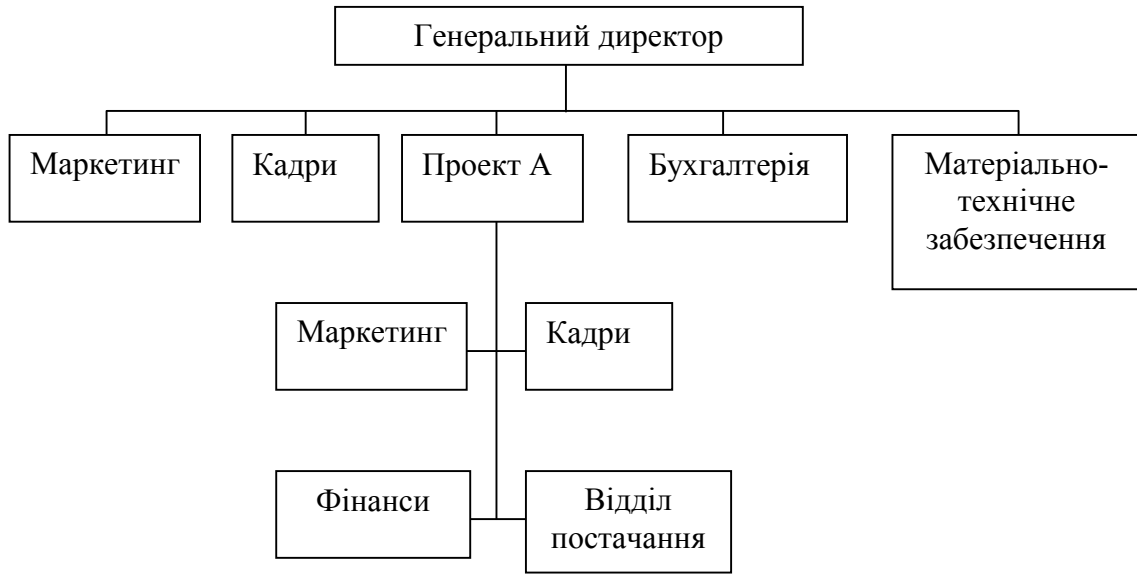 Генеральний директор
Маркетинг
Кадри
Проект А
Бухгалтерія
Матеріально-
технічне
забезпечення
Маркетинг
Кадри
Фінанси
Відділ
постачання